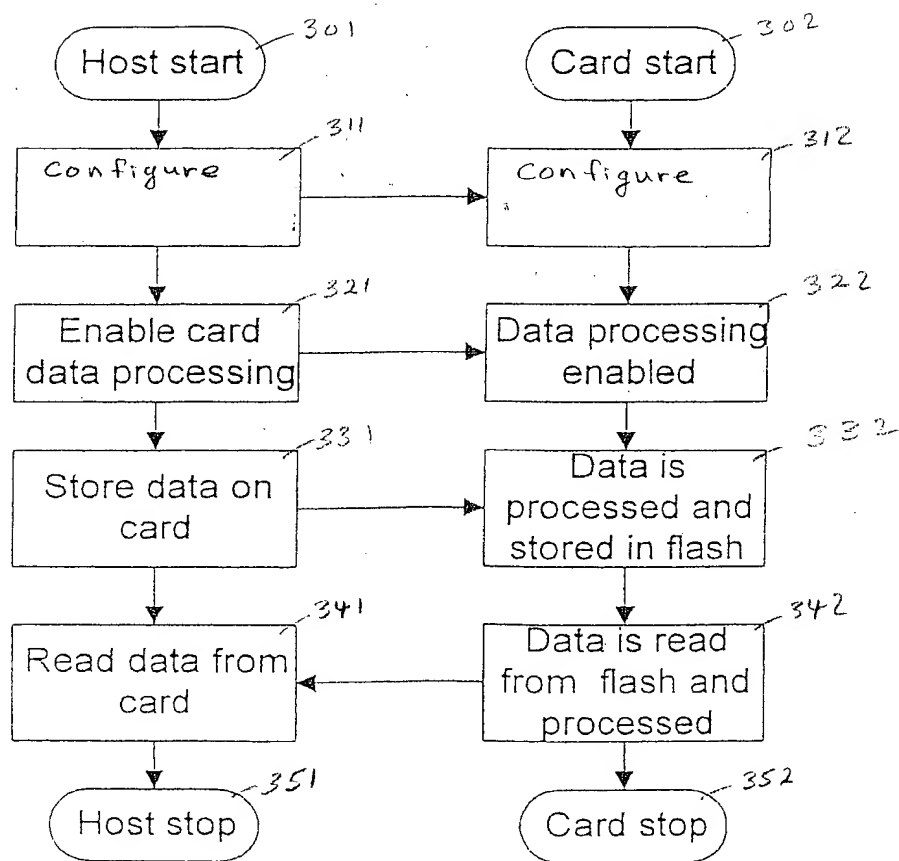 301
302
Host start
Card start
311
312
Configure
Configure
321
322
Enable card
data processing
Data processing
enabled
331
332
Store data on
card
Data is
processed and
stored in flash
341
342
Read data from
card
Data is read
from flash and
processed
351
352
Host stop
Card stop